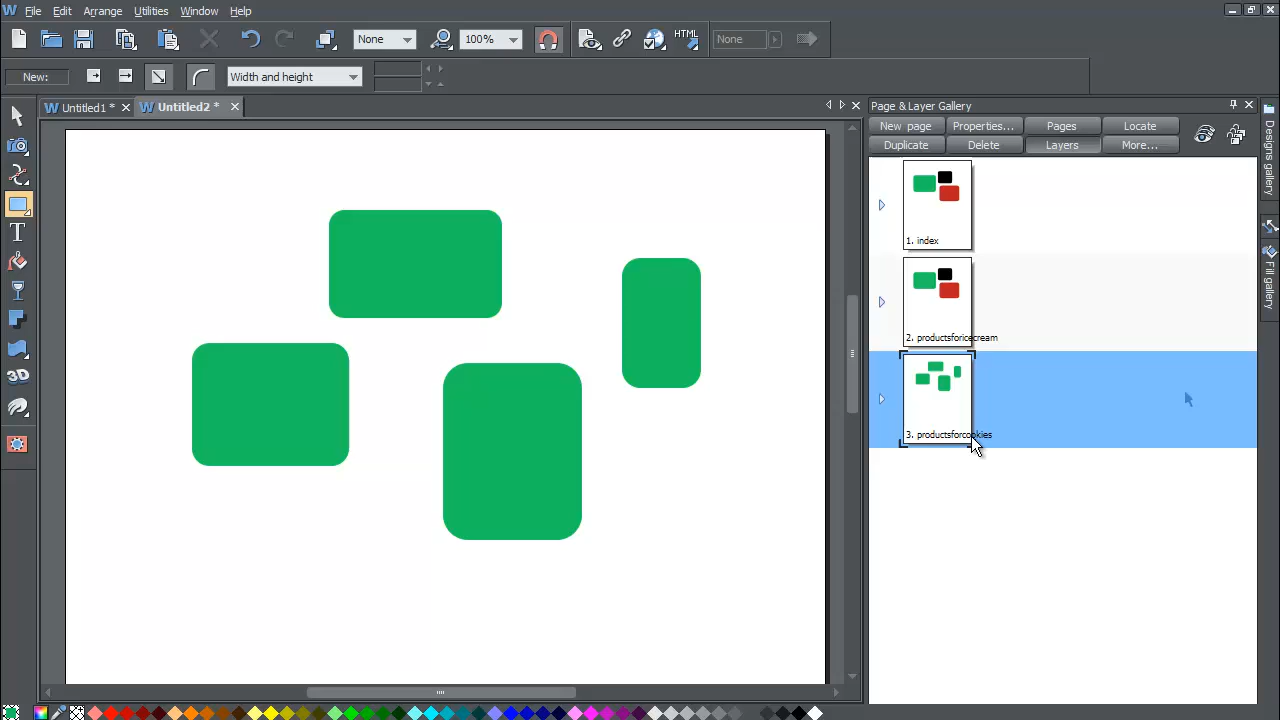 File Edit Arrange Utilities Window Help
None 100% HTML None
New: Width and height
Untitled1 * Untitled2 *
Page & Layer Gallery
New page Properties... Pages Locate
Duplicate Delete Layers More...
1. index
2. productsforicecream
3. productsforcookies
T
3D
Designs gallery
Fill gallery